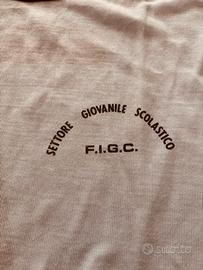 SETTORE GIOVANILE SCOLASTICO
F.I.G.C.
subito